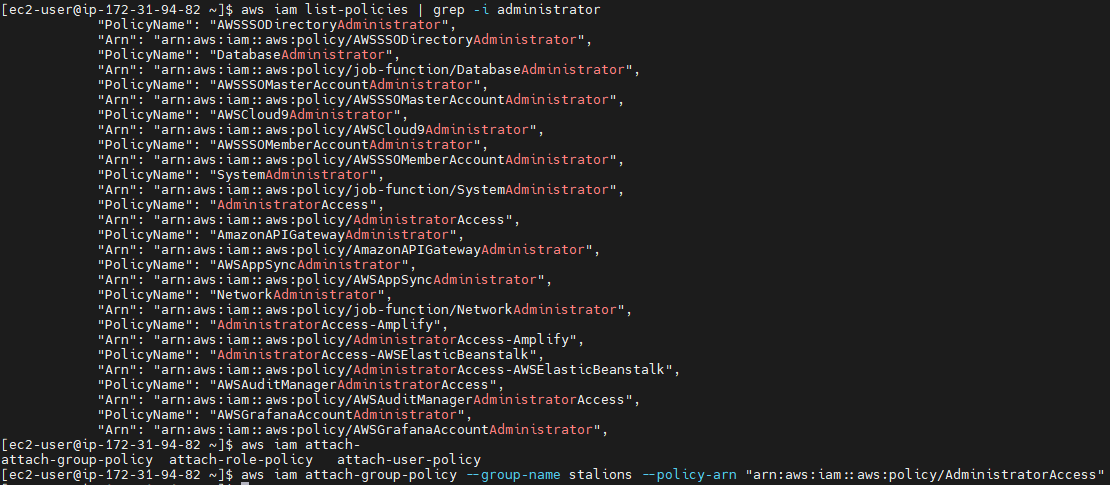 [ec2-user@ip-172-31-94-82 ~]$ aws iam list-policies | grep -i administrator
"PolicyName": "AWSSSODirectoryAdministrator",
"Arn": "arn:aws:iam::aws:policy/AWSSSODirectoryAdministrator",
"PolicyName": "DatabaseAdministrator",
"Arn": "arn:aws:iam::aws:policy/job-function/DatabaseAdministrator",
"PolicyName": "AWSSSOMasterAccountAdministrator",
"Arn": "arn:aws:iam::aws:policy/AWSSSOMasterAccountAdministrator",
"PolicyName": "AWSCloud9Administrator",
"Arn": "arn:aws:iam::aws:policy/AWSCloud9Administrator",
"PolicyName": "AWSSSOMemberAccountAdministrator",
"Arn": "arn:aws:iam::aws:policy/AWSSSOMemberAccountAdministrator",
"PolicyName": "SystemAdministrator",
"Arn": "arn:aws:iam::aws:policy/job-function/SystemAdministrator",
"PolicyName": "AdministratorAccess",
"Arn": "arn:aws:iam::aws:policy/AdministratorAccess",
"PolicyName": "AmazonAPIGatewayAdministrator",
"Arn": "arn:aws:iam::aws:policy/AmazonAPIGatewayAdministrator",
"PolicyName": "AWSAppSyncAdministrator",
"Arn": "arn:aws:iam::aws:policy/AWSAppSyncAdministrator",
"PolicyName": "NetworkAdministrator",
"Arn": "arn:aws:iam::aws:policy/job-function/NetworkAdministrator",
"PolicyName": "AdministratorAccess-Amplify",
"Arn": "arn:aws:iam::aws:policy/AdministratorAccess-Amplify",
"PolicyName": "AdministratorAccess-AWSElasticBeanstalk",
"Arn": "arn:aws:iam::aws:policy/AdministratorAccess-AWSElasticBeanstalk",
"PolicyName": "AWSAuditManagerAdministratorAccess",
"Arn": "arn:aws:iam::aws:policy/AWSAuditManagerAdministratorAccess",
"PolicyName": "AWSGrafanaAccountAdministrator",
"Arn": "arn:aws:iam::aws:policy/AWSGrafanaAccountAdministrator",
[ec2-user@ip-172-31-94-82 ~]$ aws iam attach-
attach-group-policy  attach-role-policy   attach-user-policy
[ec2-user@ip-172-31-94-82 ~]$ aws iam attach-group-policy --group-name stalions --policy-arn "arn:aws:iam::aws:policy/AdministratorAccess"
[ec2-user@ip-172-31-94-82 ~]$